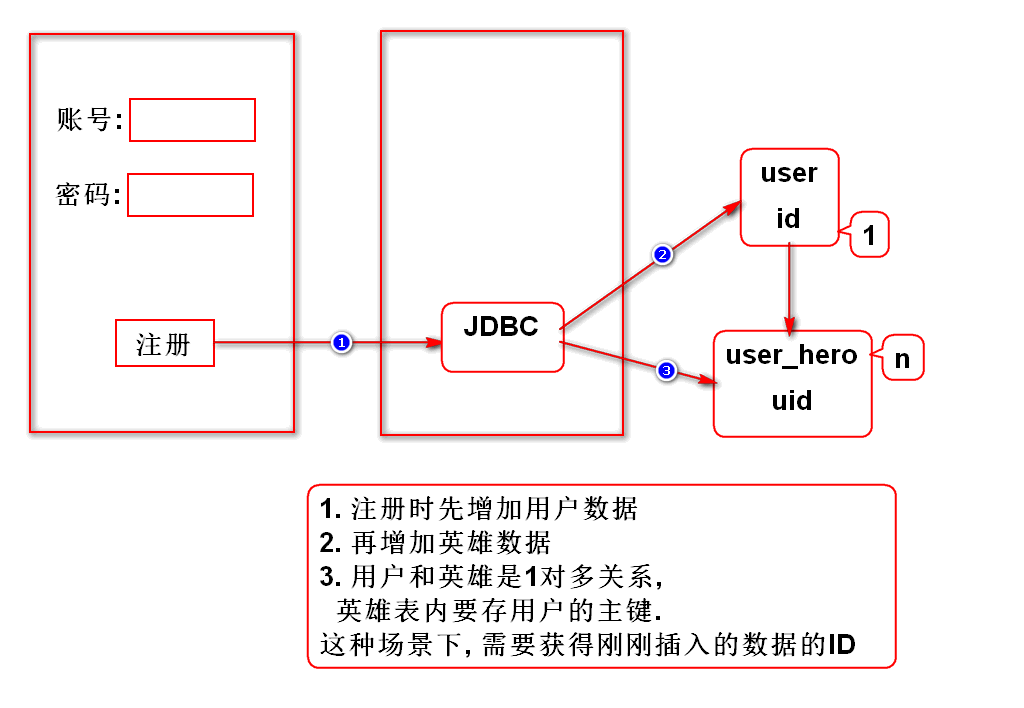 账号:
密码:
注册
1
JDBC
2
3
user
id
1
user_hero
uid
n
1. 注册时先增加用户数据
2. 再增加英雄数据
3. 用户和英雄是1对多关系,
英雄表内要存用户的主键.
这种场景下, 需要获得刚刚插入的数据的ID